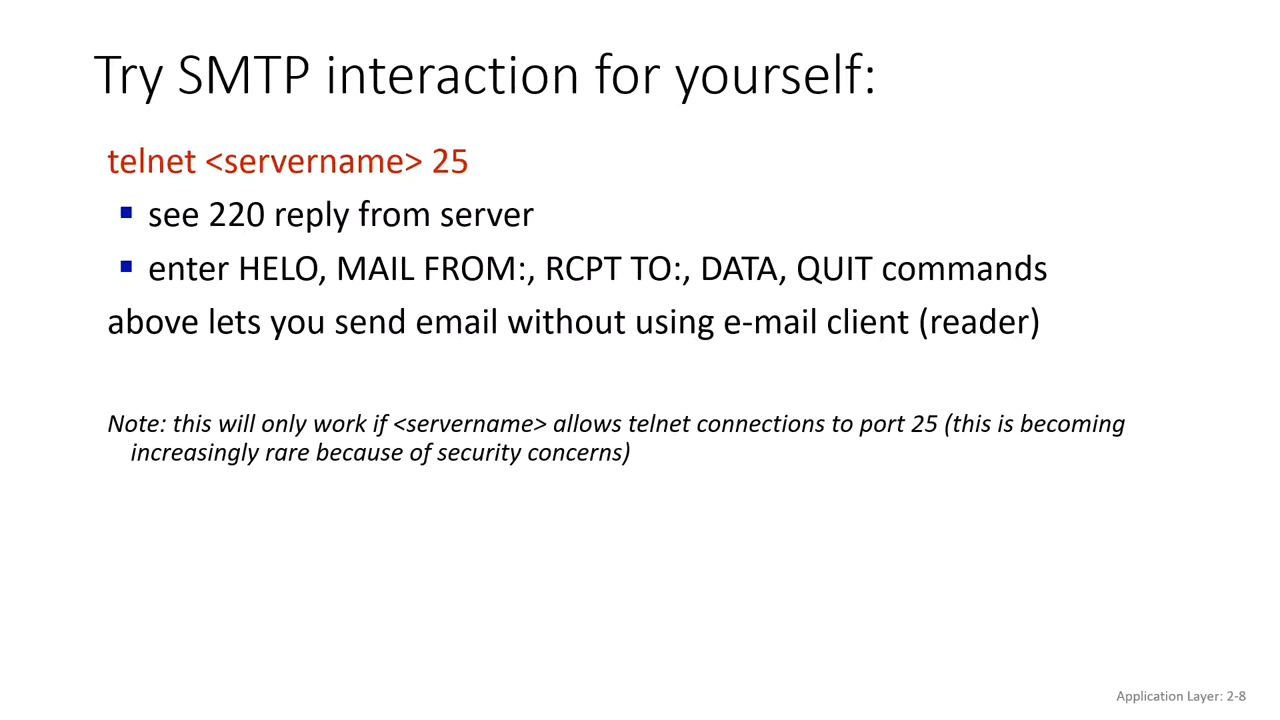 Try SMTP interaction for yourself:
telnet <servername> 25
▪ see 220 reply from server
▪ enter HELO, MAIL FROM:, RCPT TO:, DATA, QUIT commands
above lets you send email without using e-mail client (reader)
Note: this will only work if <servername> allows telnet connections to port 25 (this is becoming
increasingly rare because of security concerns)
Application Layer: 2-8